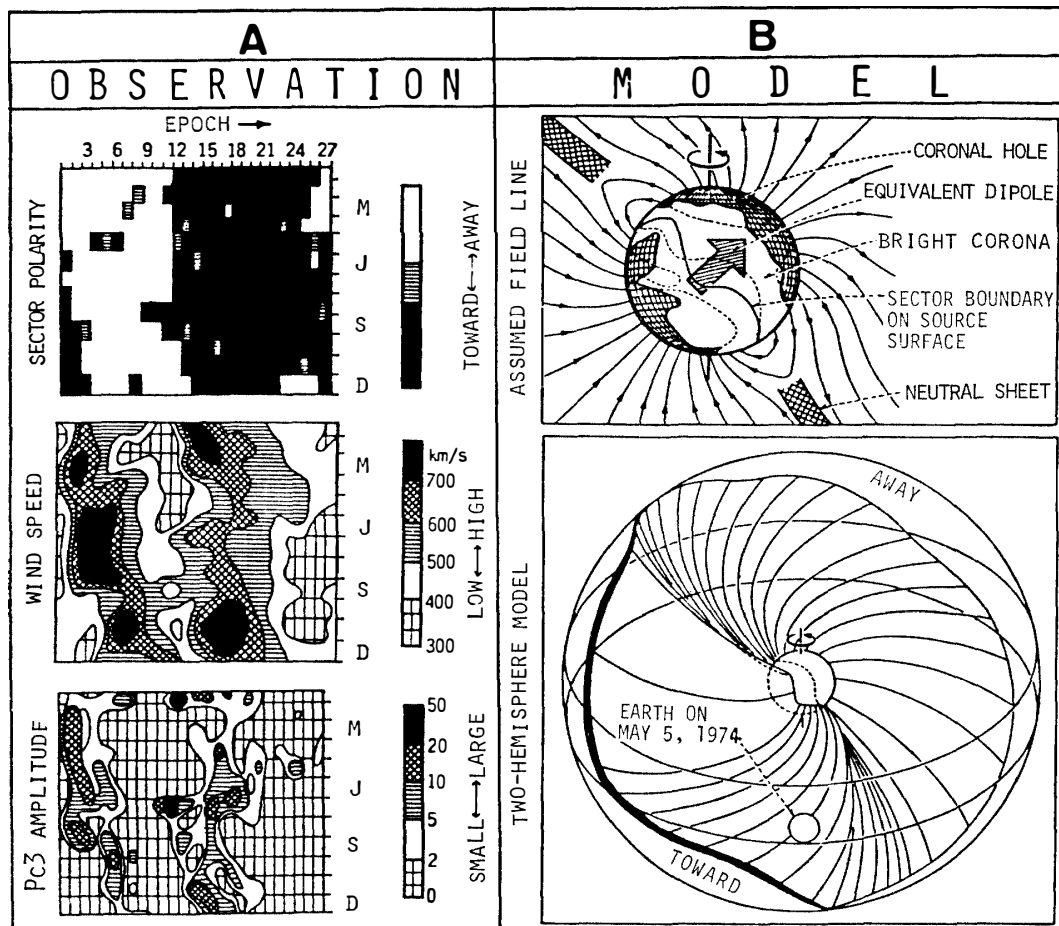 A
O B S E R V A T I O N
EPOCH →
3 6 9 12 15 18 21 24 27
SECTOR POLARITY
M
J
S
D
TOWARD ←--→ AWAY
WIND SPEED
M
J
S
D
km/s
700
600
500
400
300
LOW ←→ HIGH
Pc3 AMPLITUDE
M
J
S
D
50
20
10
5
2
0
SMALL ←→ LARGE
B
M O D E L
ASSUMED FIELD LINE
CORONAL HOLE
EQUIVALENT DIPOLE
BRIGHT CORONA
SECTOR BOUNDARY
ON SOURCE
SURFACE
NEUTRAL SHEET
TWO-HEMISPHERE MODEL
AWAY
EARTH ON
MAY 5, 1974
TOWARD